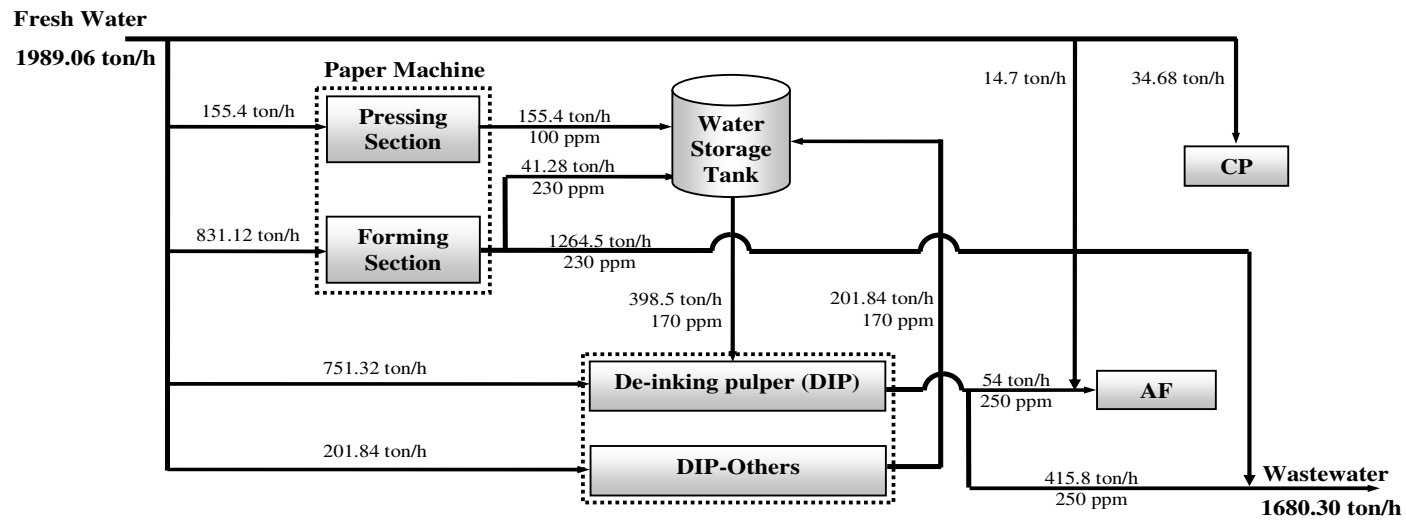 Fresh Water
1989.06 ton/h
Paper Machine
14.7 ton/h
34.68 ton/h
155.4 ton/h
Pressing
Section
155.4 ton/h
100 ppm
Water
Storage
Tank
41.28 ton/h
230 ppm
CP
831.12 ton/h
Forming
Section
1264.5 ton/h
230 ppm
398.5 ton/h
170 ppm
201.84 ton/h
170 ppm
751.32 ton/h
De-inking pulper (DIP)
54 ton/h
250 ppm
AF
201.84 ton/h
DIP-Others
415.8 ton/h
250 ppm
Wastewater
1680.30 ton/h